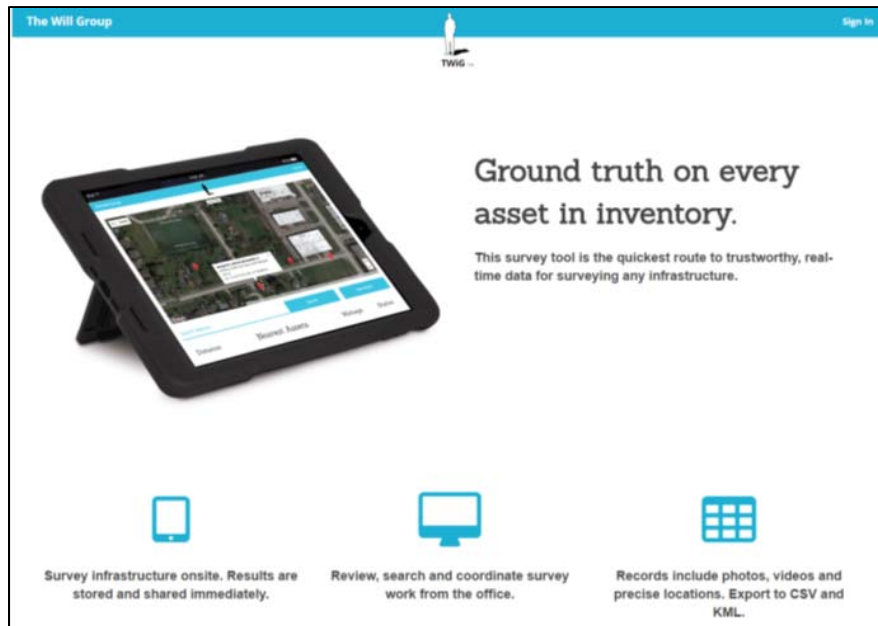 The Will Group
Sign In
TWiG
Ground truth on every
asset in inventory.
This survey tool is the quickest route to trustworthy, real-
time data for surveying any infrastructure.
Nearest Assets
Distance
Wattage
Status
Survey infrastructure onsite. Results are
stored and shared immediately.
Review, search and coordinate survey
work from the office.
Records include photos, videos and
precise locations. Export to CSV and
KML.